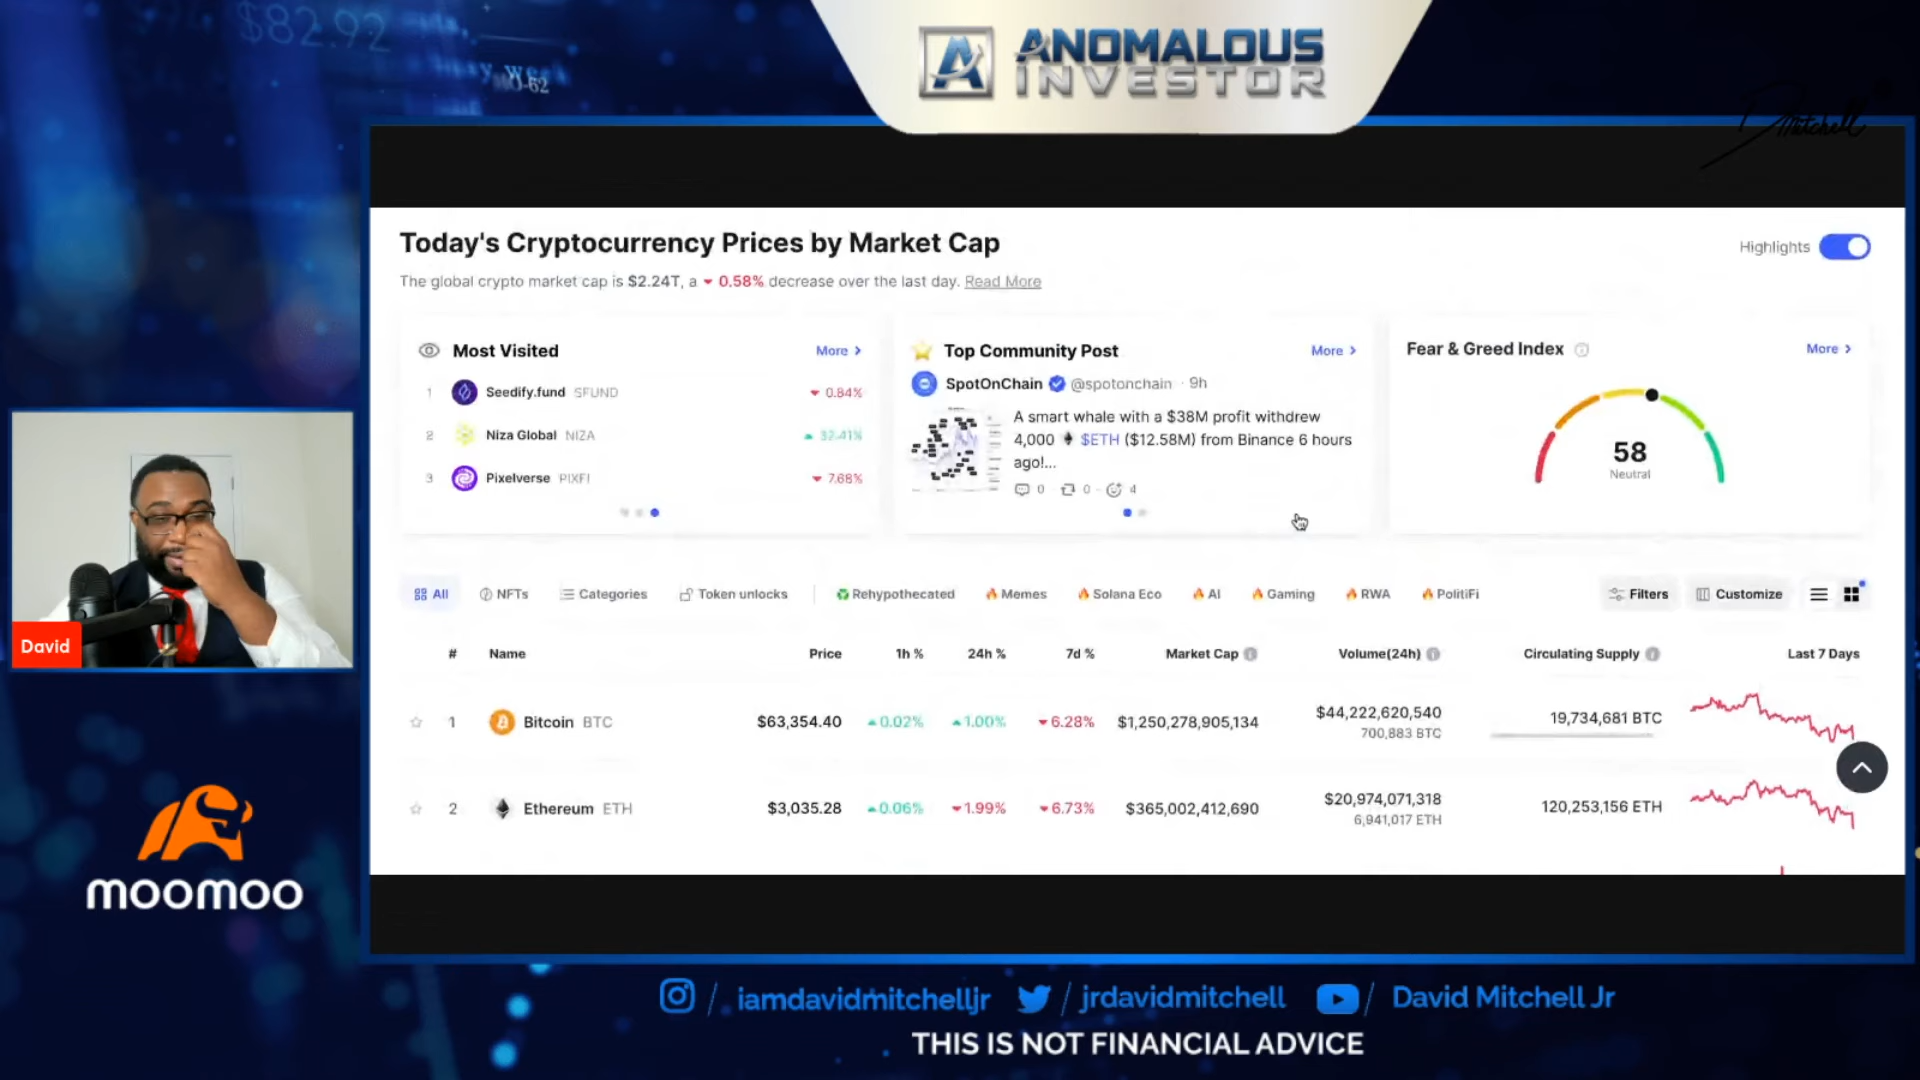 $82.92
ANOMALOUS
INVESTOR
Mitchell
Today's Cryptocurrency Prices by Market Cap
Highlights
The global crypto market cap is $2.24T, a 0.58% decrease over the last day. Read More
Most Visited
More >
1 Seedify.fund SFUND 0.84%
2 Niza Global NIZA 32.41%
3 Pixelverse PIXFI 7.68%
Top Community Post
More >
SpotOnChain @spotonchain · 9h
A smart whale with a $38M profit withdrew
4,000 $ETH ($12.58M) from Binance 6 hours
ago!...
0 0 4
Fear & Greed Index
More >
58
Neutral
All NFTs Categories Token unlocks Rehypothecated Memes Solana Eco AI Gaming RWA PolitiFi Filters Customize
# Name Price 1h % 24h % 7d % Market Cap Volume(24h) Circulating Supply Last 7 Days
1 Bitcoin BTC $63,354.40 0.02% 1.00% 6.28% $1,250,278,905,134 $44,222,620,540 19,734,681 BTC
700,883 BTC
2 Ethereum ETH $3,035.28 0.06% 1.99% 6.73% $365,002,412,690 $20,974,071,318 120,253,156 ETH
6,941,017 ETH
David
moomoo
/ iamdavidmitchelljr / jrdavidmitchell / David Mitchell Jr
THIS IS NOT FINANCIAL ADVICE